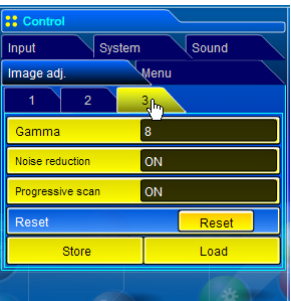 Control
Input System Sound
Image adj. Menu
1 2 3
Gamma 8
Noise reduction ON
Progressive scan ON
Reset Reset
Store Load